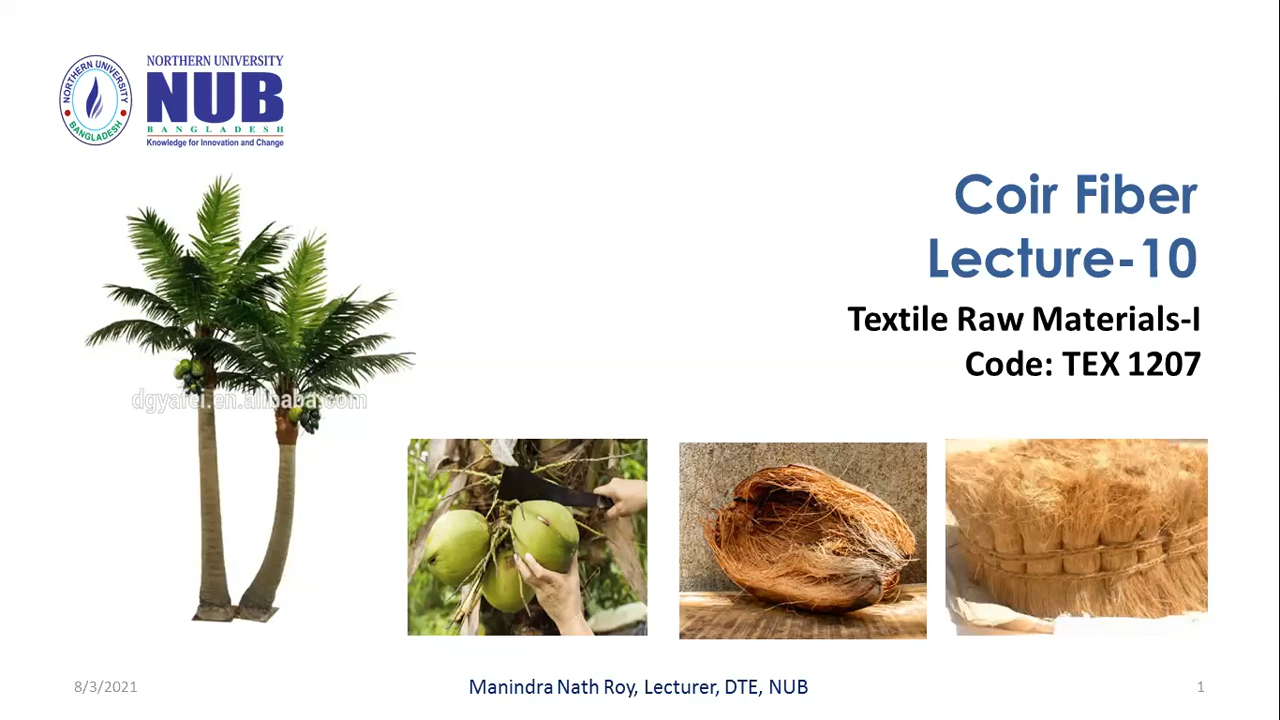 NORTHERN UNIVERSITY
BANGLADESH
NORTHERN UNIVERSITY
NUB
BANGLADESH
Knowledge for Innovation and Change
Coir Fiber
Lecture-10
Textile Raw Materials-I
Code: TEX 1207
dgyafei.en.alibaba.com
8/3/2021
Manindra Nath Roy, Lecturer, DTE, NUB
1